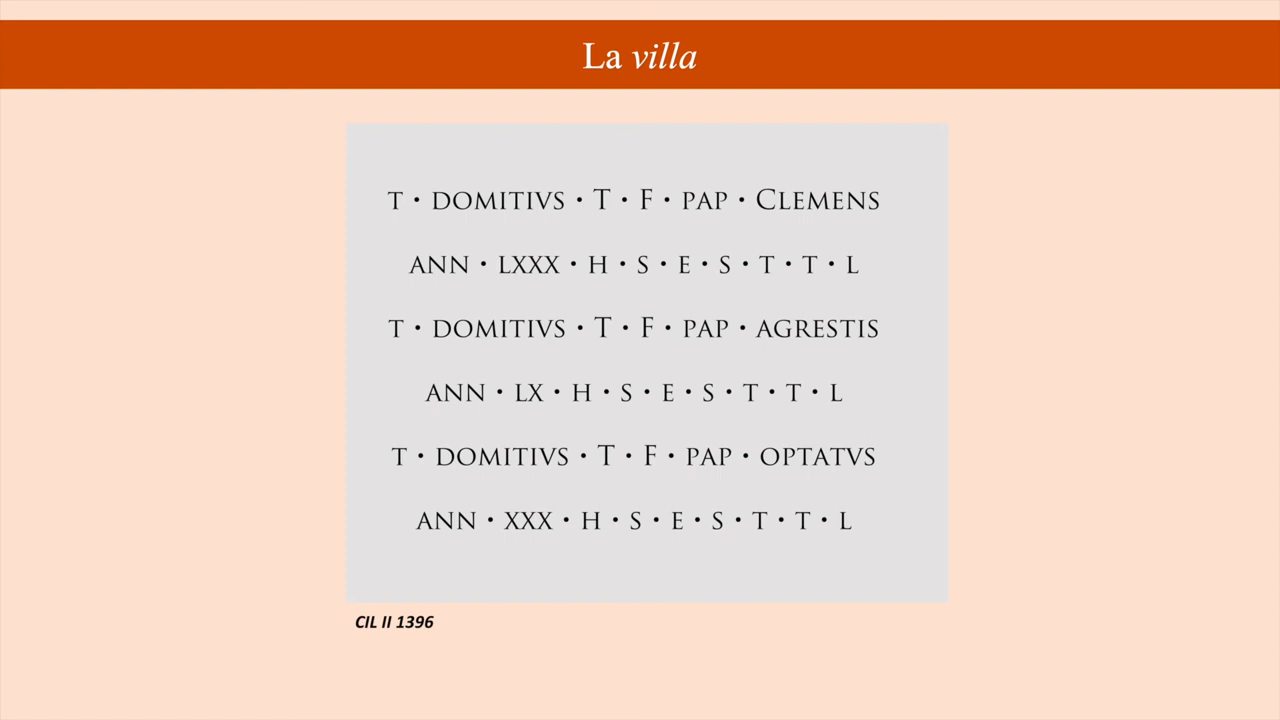 La villa
T · DOMITIVS · T · F · PAP · CLEMENS
ANN · LXXX · H · S · E · S · T · T · L
T · DOMITIVS · T · F · PAP · AGRESTIS
ANN · LX · H · S · E · S · T · T · L
T · DOMITIVS · T · F · PAP · OPTATVS
ANN · XXX · H · S · E · S · T · T · L
CIL II 1396